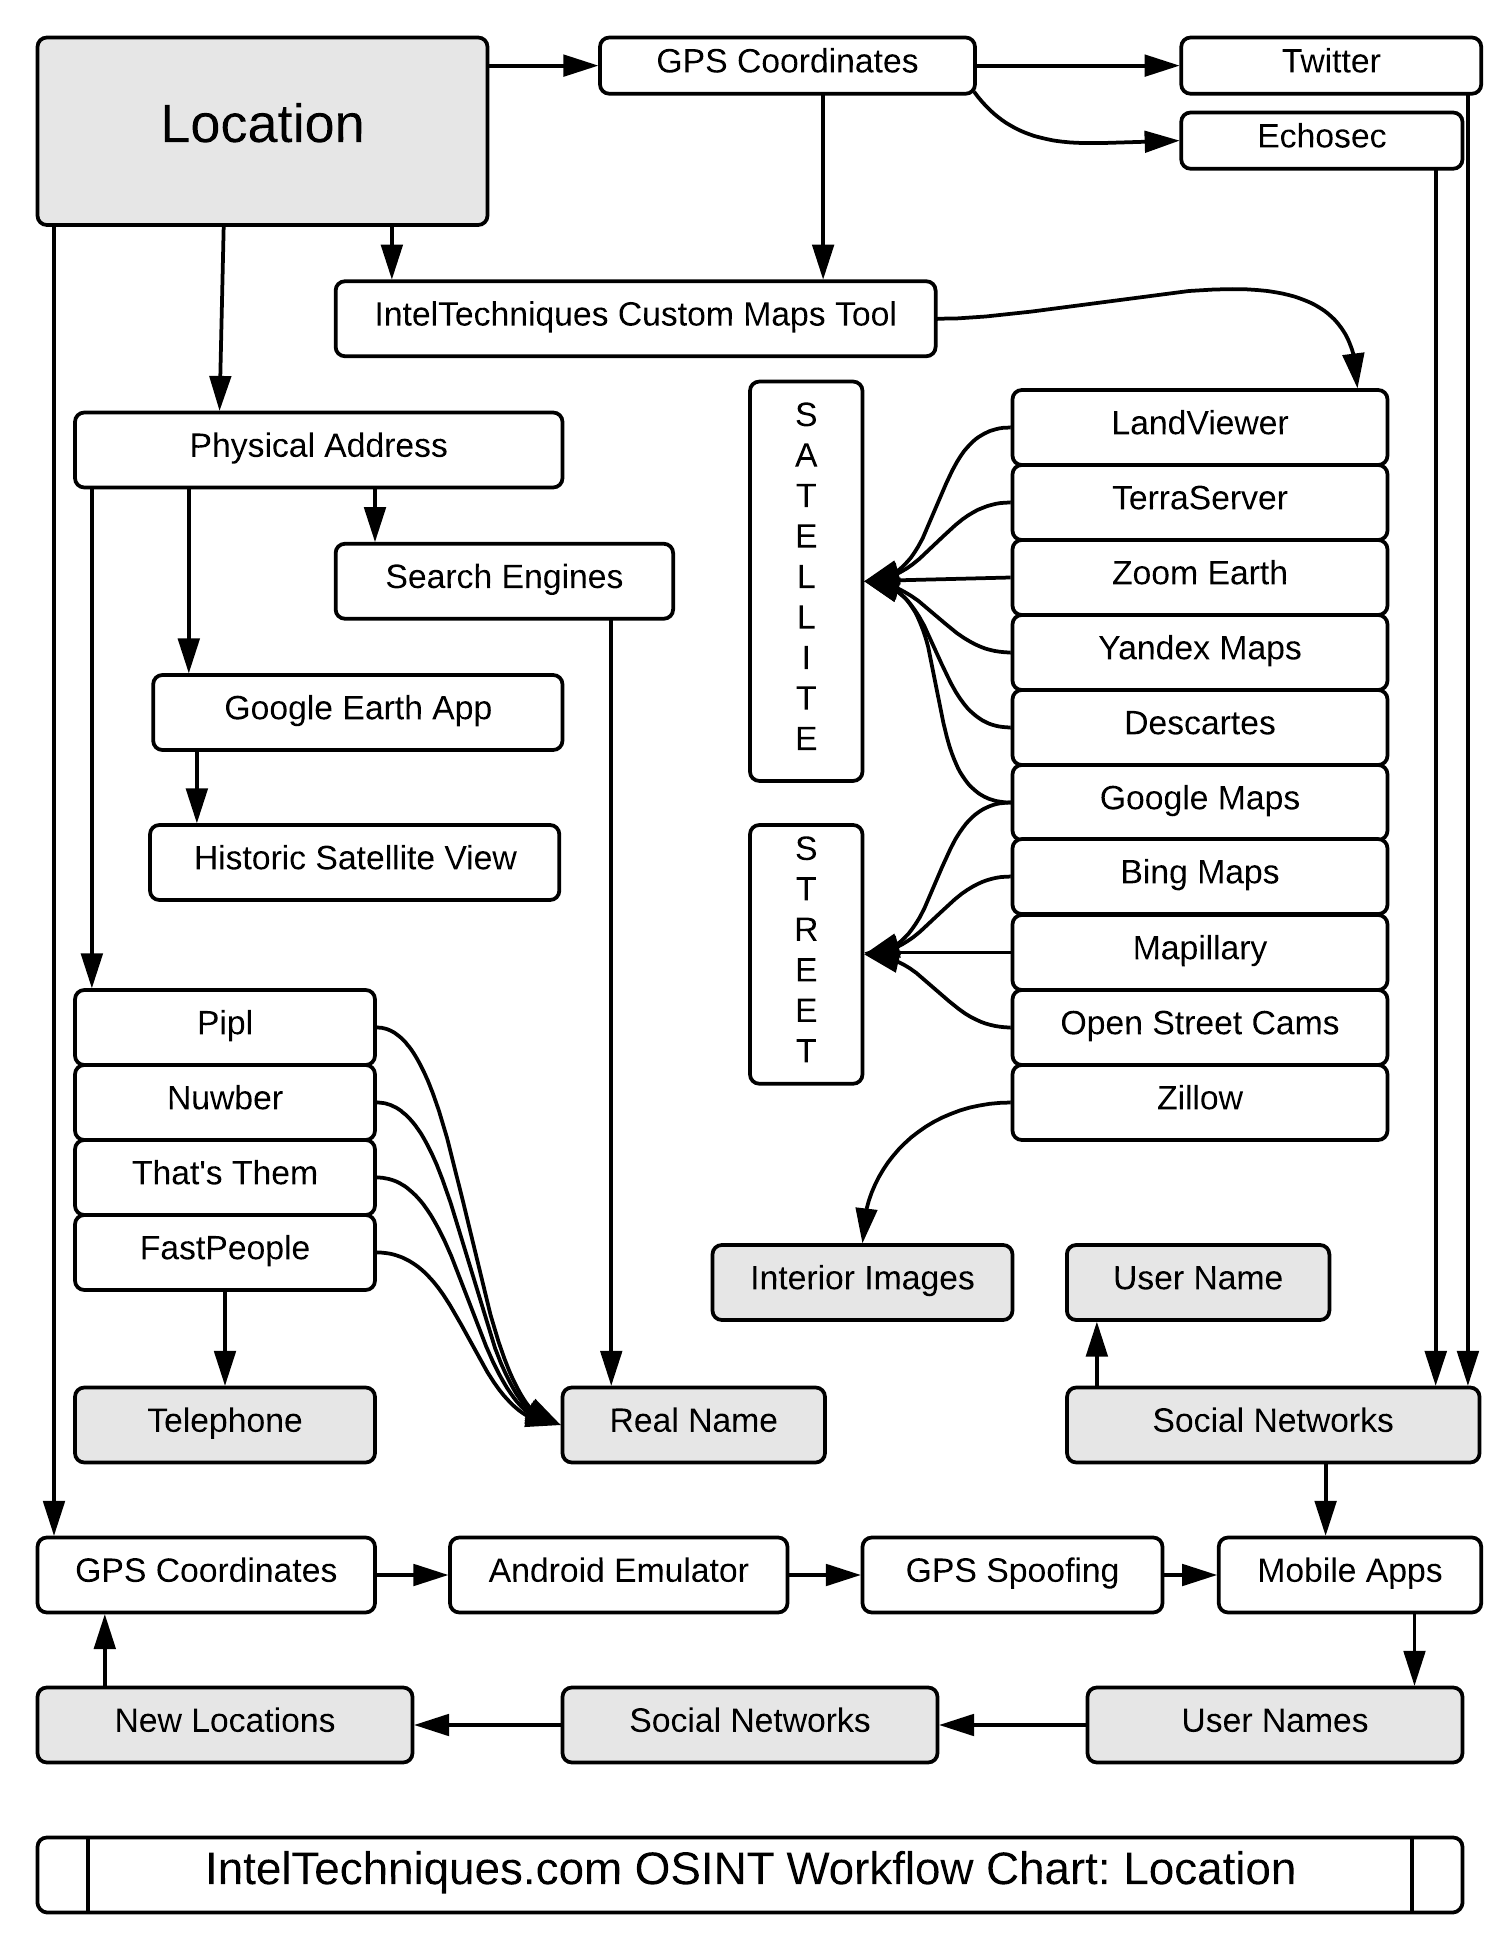 Location
GPS Coordinates
Twitter
Echosec
IntelTechniques Custom Maps Tool
Physical Address
Search Engines
Google Earth App
Historic Satellite View
SATELLITE
STREET
LandViewer
TerraServer
Zoom Earth
Yandex Maps
Descartes
Google Maps
Bing Maps
Mapillary
Open Street Cams
Zillow
Pipl
Nuwber
That's Them
FastPeople
Interior Images
User Name
Telephone
Real Name
Social Networks
GPS Coordinates
Android Emulator
GPS Spoofing
Mobile Apps
New Locations
Social Networks
User Names
IntelTechniques.com OSINT Workflow Chart: Location